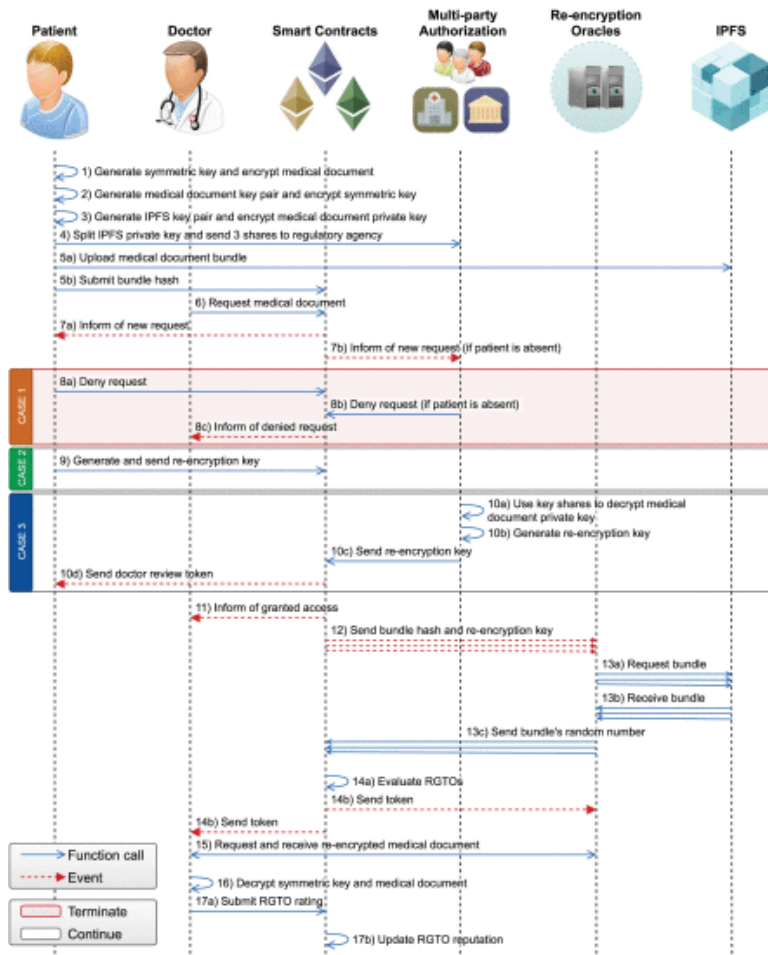 Patient
Doctor
Smart Contracts
Multi-party
Authorization
Re-encryption
Oracles
IPFS
1) Generate symmetric key and encrypt medical document
2) Generate medical document key pair and encrypt symmetric key
3) Generate IPFS key pair and encrypt medical document private key
4) Split IPFS private key and send 3 shares to regulatory agency
5a) Upload medical document bundle
5b) Submit bundle hash
6) Request medical document
7a) Inform of new request
7b) Inform of new request (if patient is absent)
CASE 1
8a) Deny request
8b) Deny request (if patient is absent)
8c) Inform of denied request
CASE 2
9) Generate and send re-encryption key
CASE 3
10a) Use key shares to decrypt medical
document private key
10b) Generate re-encryption key
10c) Send re-encryption key
10d) Send doctor review token
11) Inform of granted access
12) Send bundle hash and re-encryption key
13a) Request bundle
13b) Receive bundle
13c) Send bundle's random number
14a) Evaluate RGTOs
14b) Send token
14b) Send token
15) Request and receive re-encrypted medical document
16) Decrypt symmetric key and medical document
17a) Submit RGTO rating
17b) Update RGTO reputation
Function call
Event
Terminate
Continue